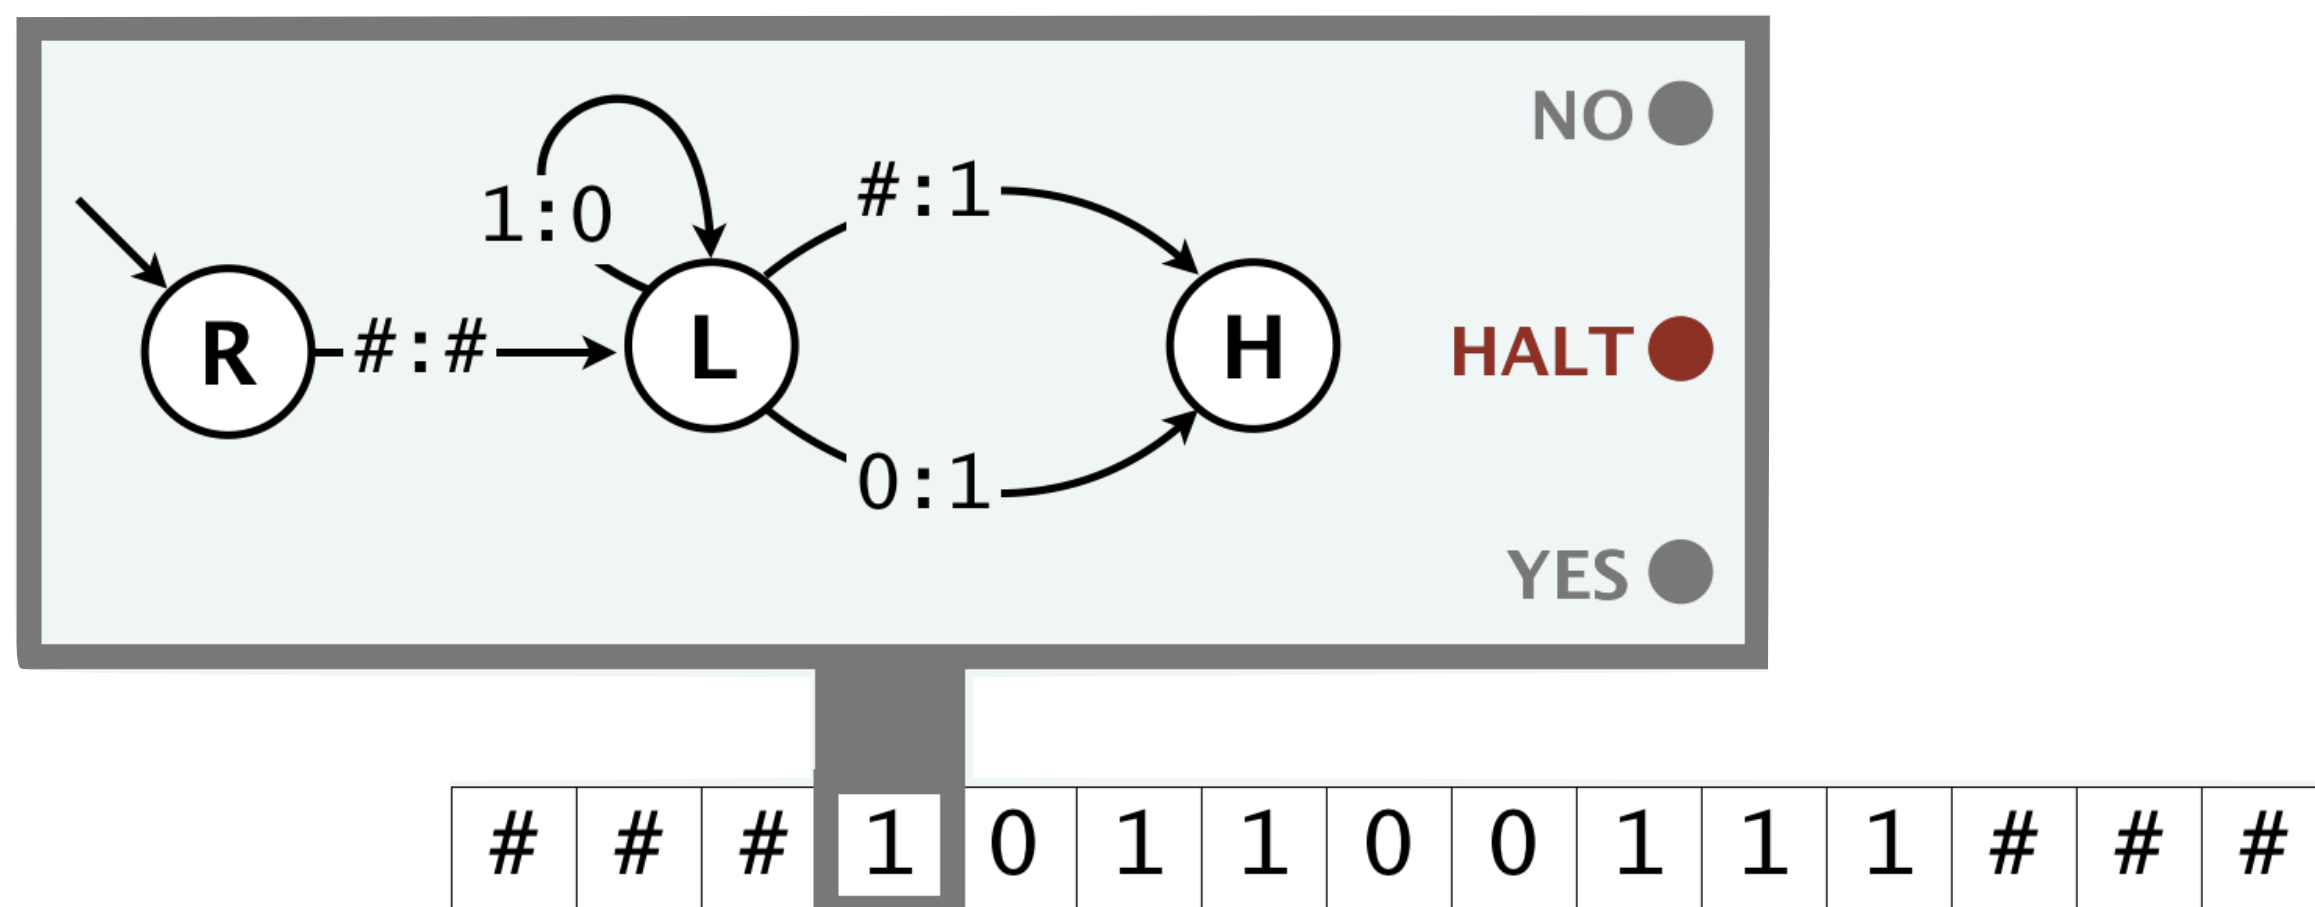 NO
1:0
#:1
R
#:#
L
H
HALT
0:1
YES
# # # 1 0 1 1 0 0 1 1 1 # # #